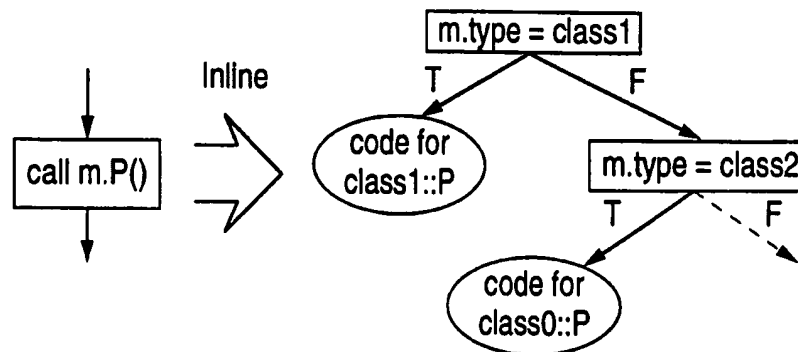 m.type = class1
Inline
T
F
call m.P()
code for
class1::P
m.type = class2
T
F
code for
class0::P